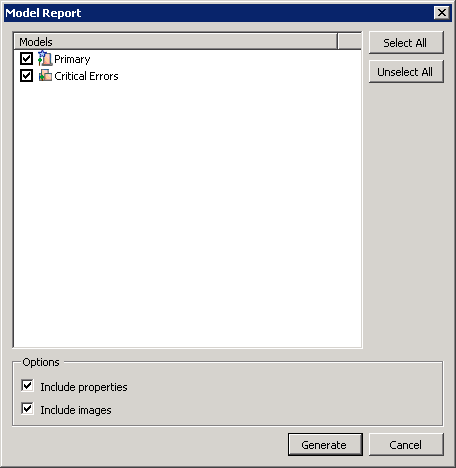 Model Report
Models
Select All
Primary
Critical Errors
Unselect All
Options
Include properties
Include images
Generate
Cancel